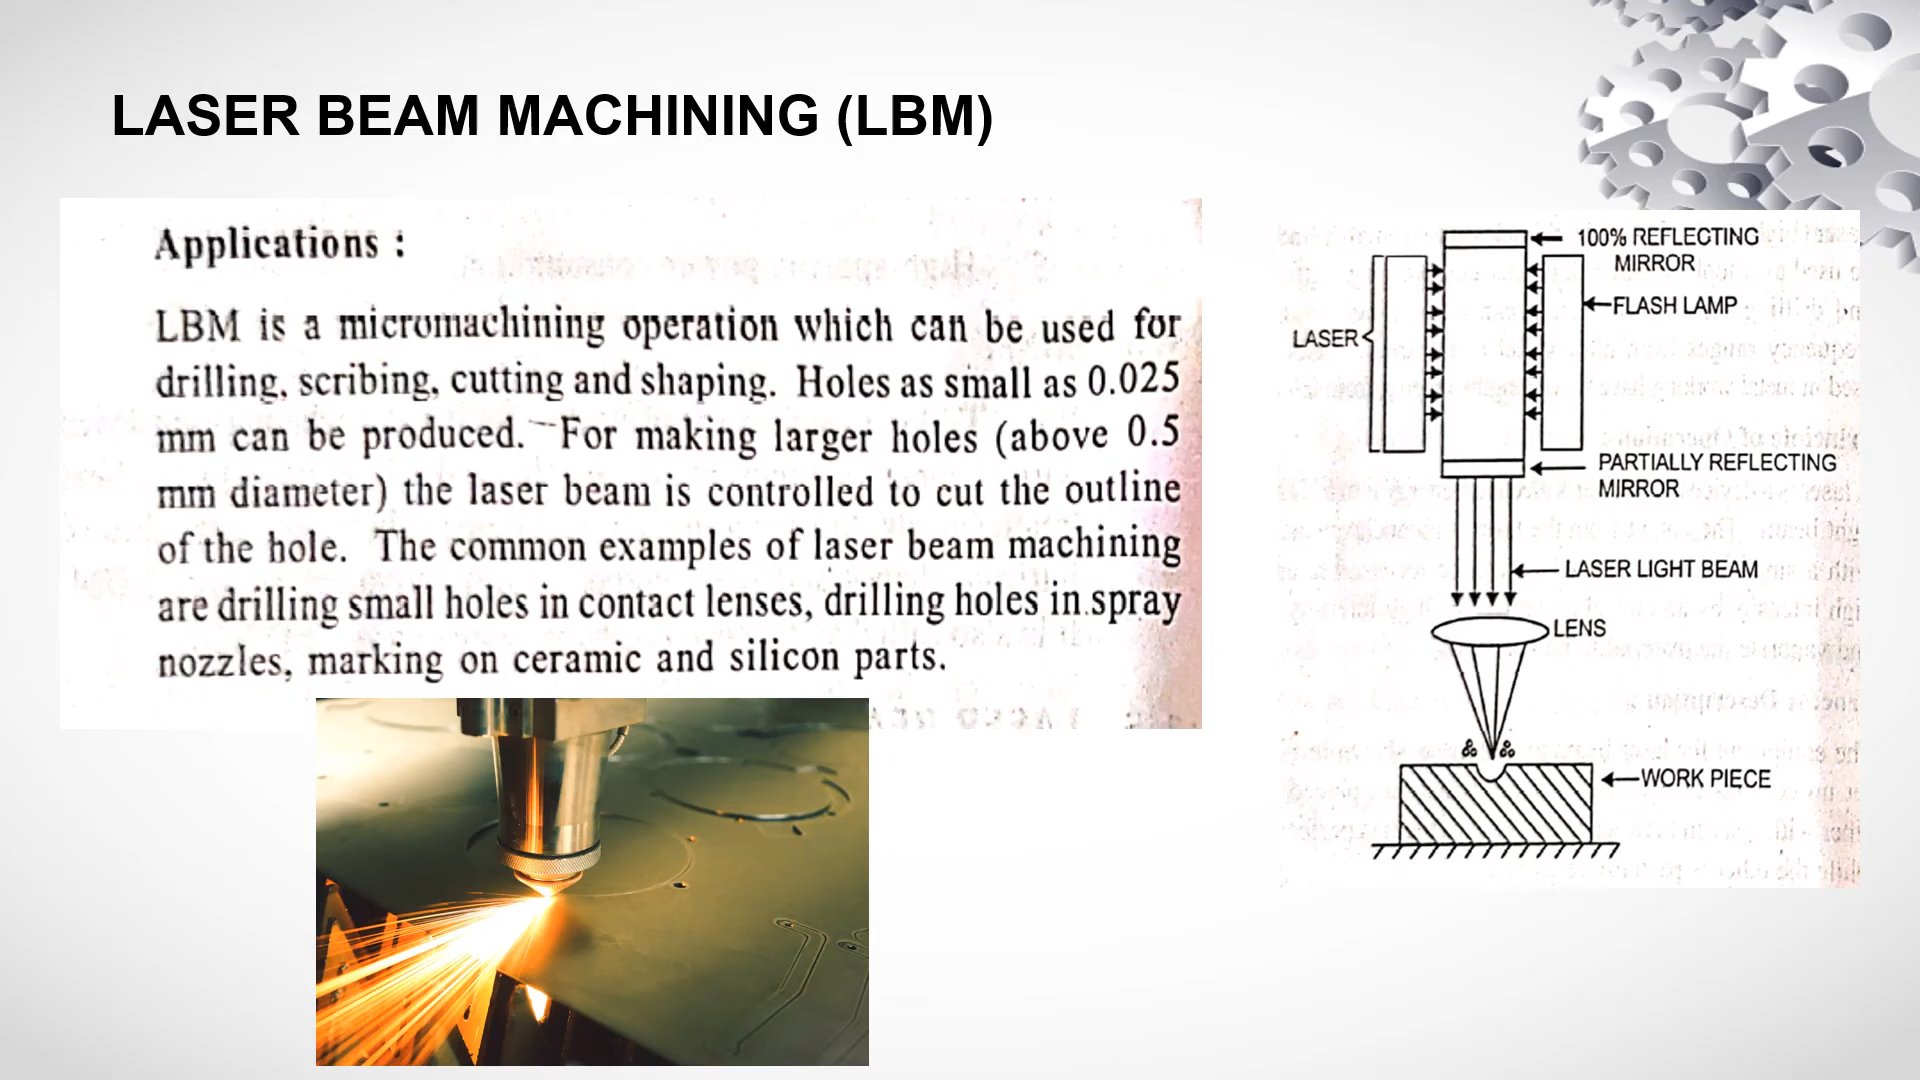 LASER BEAM MACHINING (LBM)
Applications :
LBM is a micromachining operation which can be used for
drilling, scribing, cutting and shaping. Holes as small as 0.025
mm can be produced. For making larger holes (above 0.5
mm diameter) the laser beam is controlled to cut the outline
of the hole. The common examples of laser beam machining
are drilling small holes in contact lenses, drilling holes in spray
nozzles, marking on ceramic and silicon parts.
100% REFLECTING
MIRROR
FLASH LAMP
LASER
PARTIALLY REFLECTING
MIRROR
LASER LIGHT BEAM
LENS
WORK PIECE